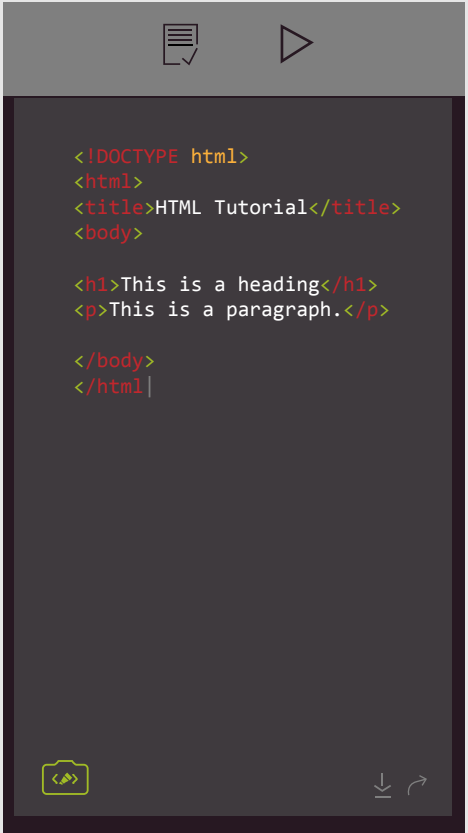 <!DOCTYPE html>
<html>
<title>HTML Tutorial</title>
<body>
<h1>This is a heading</h1>
<p>This is a paragraph.</p>
</body>
</html